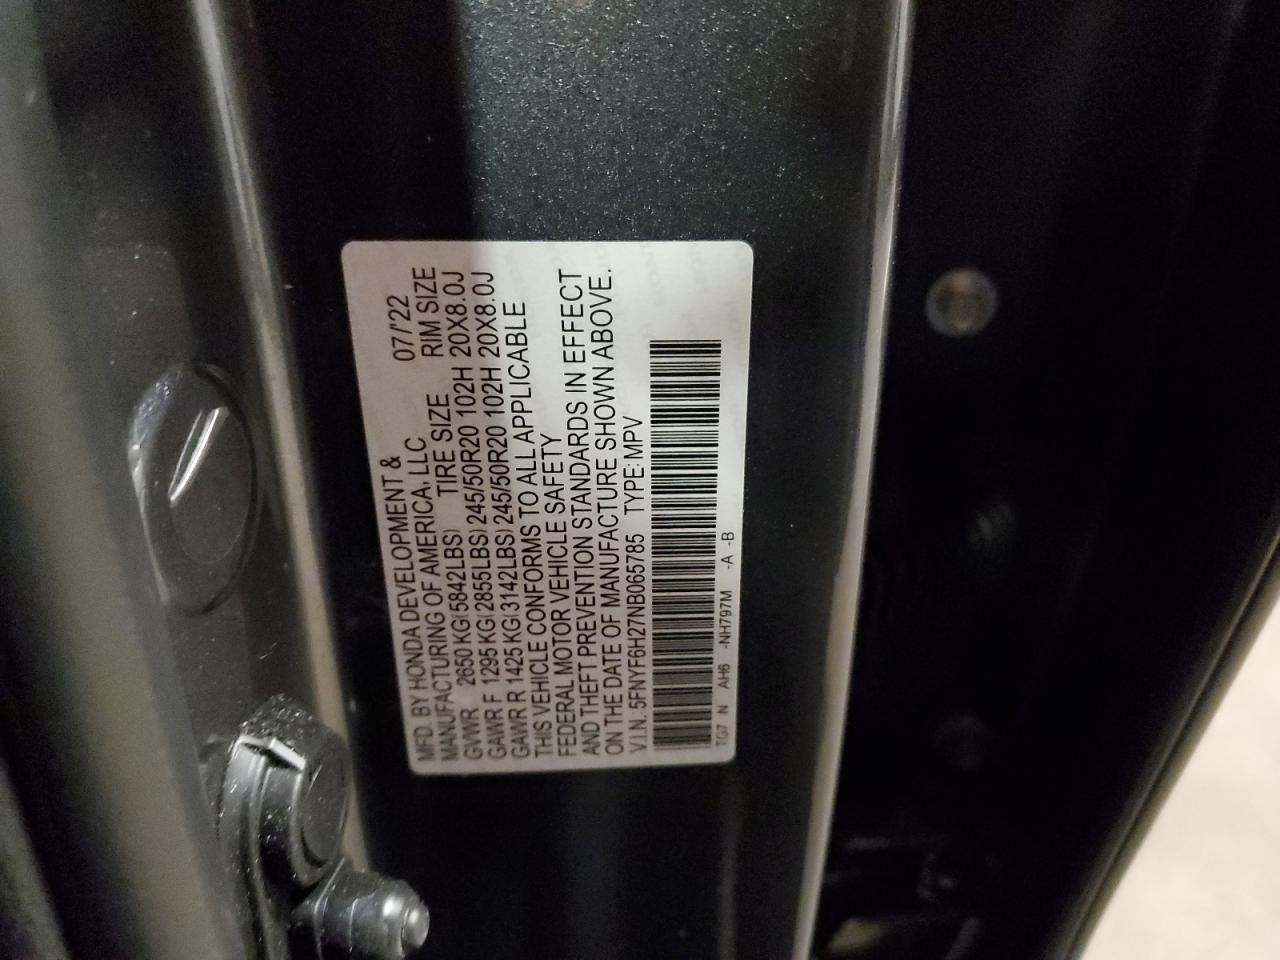 MFD. BY HONDA DEVELOPMENT & 07/'22
MANUFACTURING OF AMERICA, LLC TIRE SIZE RIM SIZE
GVWR 2650 KG(5842LBS)
GAWR F 1295 KG(2855LBS) 245/50R20 102H 20X8.0J
GAWR R 1425 KG(3142LBS) 245/50R20 102H 20X8.0J
THIS VEHICLE CONFORMS TO ALL APPLICABLE
FEDERAL MOTOR VEHICLE SAFETY
AND THEFT PREVENTION STANDARDS IN EFFECT
ON THE DATE OF MANUFACTURE SHOWN ABOVE.
V.I.N.: 5FNYF6H27NB065785 TYPE: MPV
TG7 N AH6 -NH797M -A -B